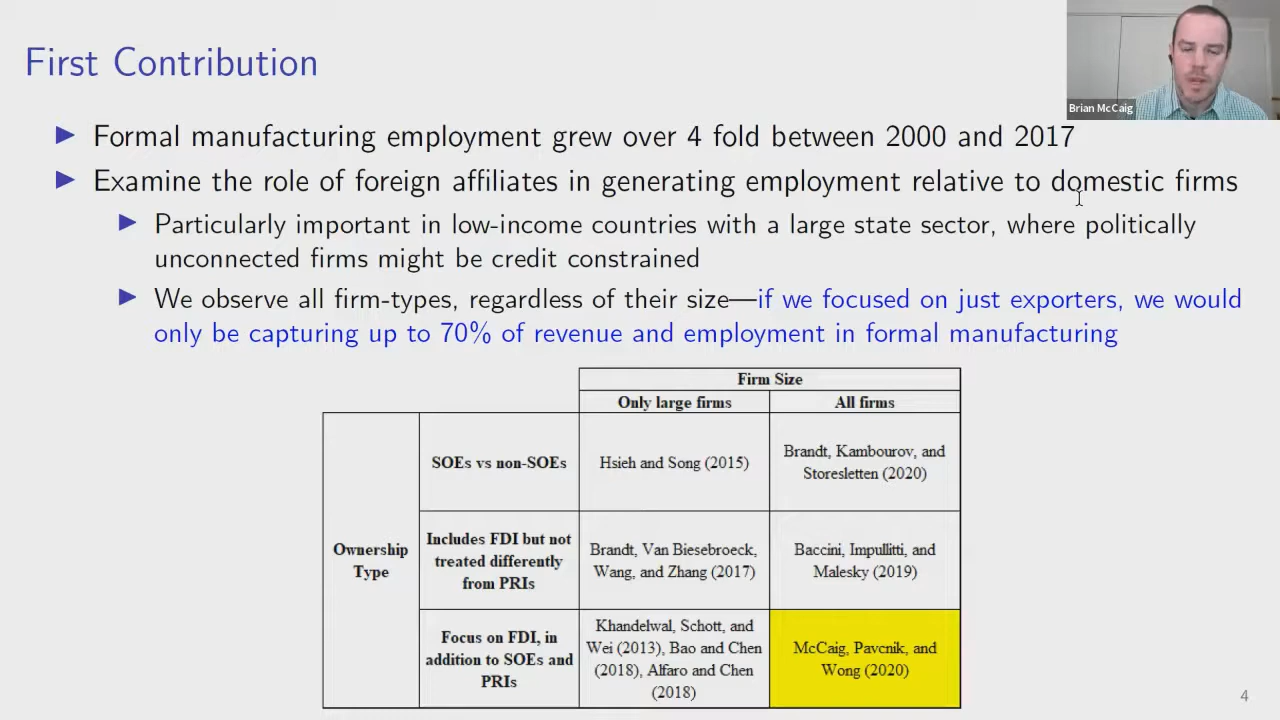 First Contribution
Brian McCaig
Formal manufacturing employment grew over 4 fold between 2000 and 2017
Examine the role of foreign affiliates in generating employment relative to domestic firms
Particularly important in low-income countries with a large state sector, where politically
unconnected firms might be credit constrained
We observe all firm-types, regardless of their size—if we focused on just exporters, we would
only be capturing up to 70% of revenue and employment in formal manufacturing
Firm Size
Only large firms
All firms
Ownership
Type
SOEs vs non-SOEs
Hsieh and Song (2015)
Brandt, Kambourov, and
Storesletten (2020)
Includes FDI but not
treated differently
from PRIs
Brandt, Van Biesebroeck,
Wang, and Zhang (2017)
Baccini, Impullitti, and
Malesky (2019)
Focus on FDI, in
addition to SOEs and
PRIs
Khandelwal, Schott, and
Wei (2013), Bao and Chen
(2018), Alfaro and Chen
(2018)
McCaig, Pavcnik, and
Wong (2020)
4